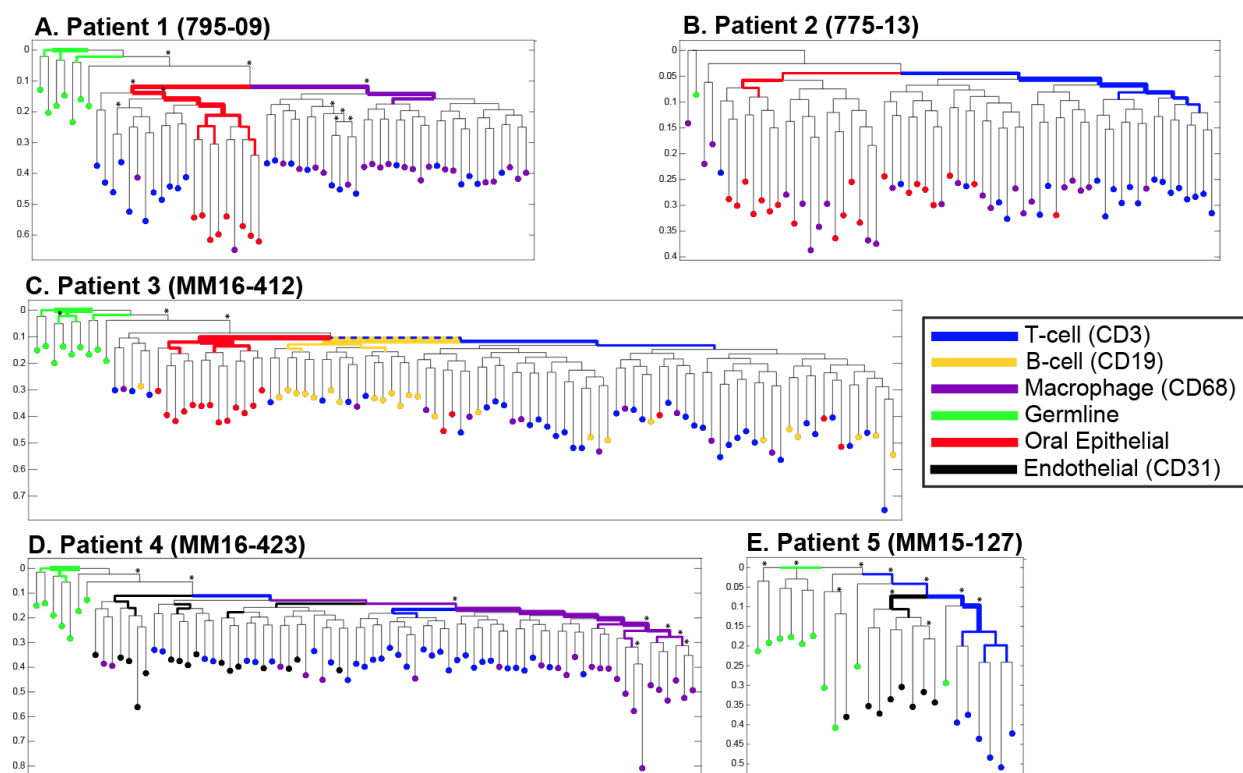 A. Patient 1 (795-09)
0
0.1
0.2
0.3
0.4
0.5
0.6
* * * * * * * * *
B. Patient 2 (775-13)
0
0.05
0.1
0.15
0.2
0.25
0.3
0.35
0.4
C. Patient 3 (MM16-412)
0
0.1
0.2
0.3
0.4
0.5
0.6
0.7
* * *
T-cell (CD3)
B-cell (CD19)
Macrophage (CD68)
Germline
Oral Epithelial
Endothelial (CD31)
D. Patient 4 (MM16-423)
0
0.1
0.2
0.3
0.4
0.5
0.6
0.7
0.8
* * * * * * * *
E. Patient 5 (MM15-127)
0
0.05
0.1
0.15
0.2
0.25
0.3
0.35
0.4
0.45
* * * * * * * * * *